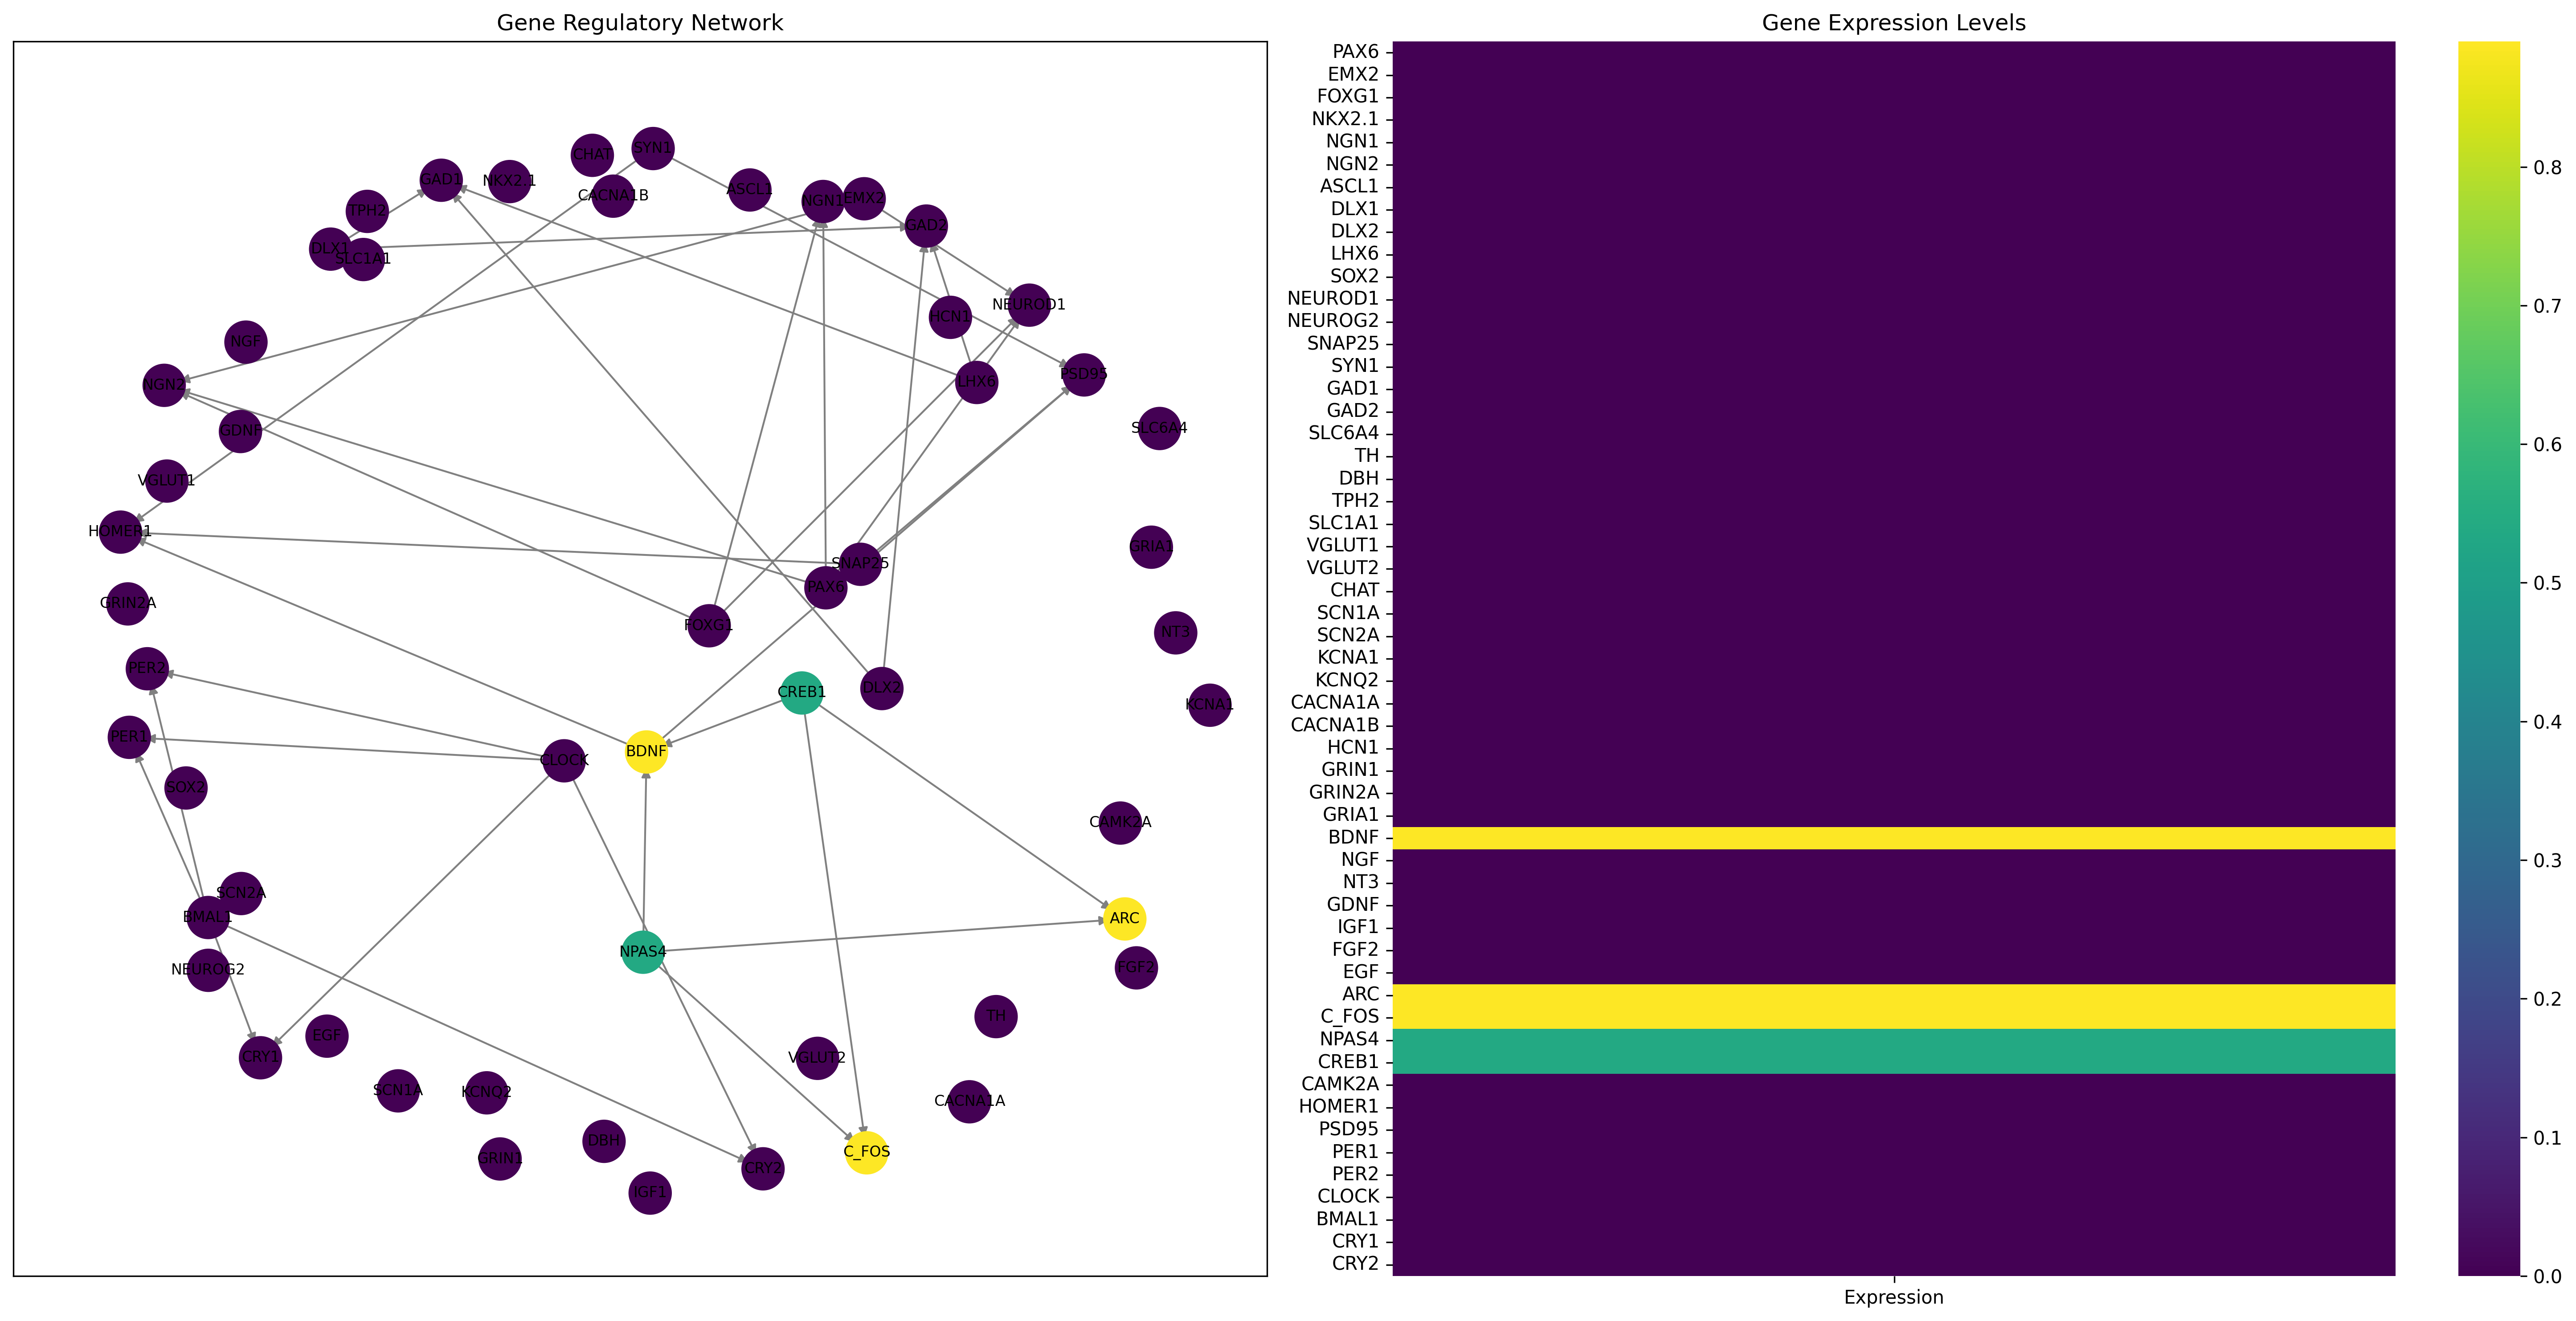 Gene Regulatory Network
SYN1
CHAT
GAD1
NKX2.1
ASCL1
CACNA1B
EMX2
NGN1
TPH2
GAD2
DLX1
SLC1A1
NEUROD1
HCN1
NGF
PSD95
LHX6
NGN2
SLC6A4
GDNF
VGLUT1
HOMER1
GRIA1
SNAP25
PAX6
GRIN2A
FOXG1
NT3
PER2
DLX2
CREB1
KCNA1
PER1
BDNF
CLOCK
SOX2
CAMK2A
SCN2A
BMAL1
ARC
NPAS4
FGF2
NEUROG2
TH
EGF
CRY1
VGLUT2
SCN1A
KCNQ2
CACNA1A
DBH
C_FOS
GRIN1
CRY2
IGF1
Gene Expression Levels
PAX6
EMX2
FOXG1
NKX2.1
NGN1
NGN2
ASCL1
DLX1
DLX2
LHX6
SOX2
NEUROD1
NEUROG2
SNAP25
SYN1
GAD1
GAD2
SLC6A4
TH
DBH
TPH2
SLC1A1
VGLUT1
VGLUT2
CHAT
SCN1A
SCN2A
KCNA1
KCNQ2
CACNA1A
CACNA1B
HCN1
GRIN1
GRIN2A
GRIA1
BDNF
NGF
NT3
GDNF
IGF1
FGF2
EGF
ARC
C_FOS
NPAS4
CREB1
CAMK2A
HOMER1
PSD95
PER1
PER2
CLOCK
BMAL1
CRY1
CRY2
Expression
0.8
0.7
0.6
0.5
0.4
0.3
0.2
0.1
0.0